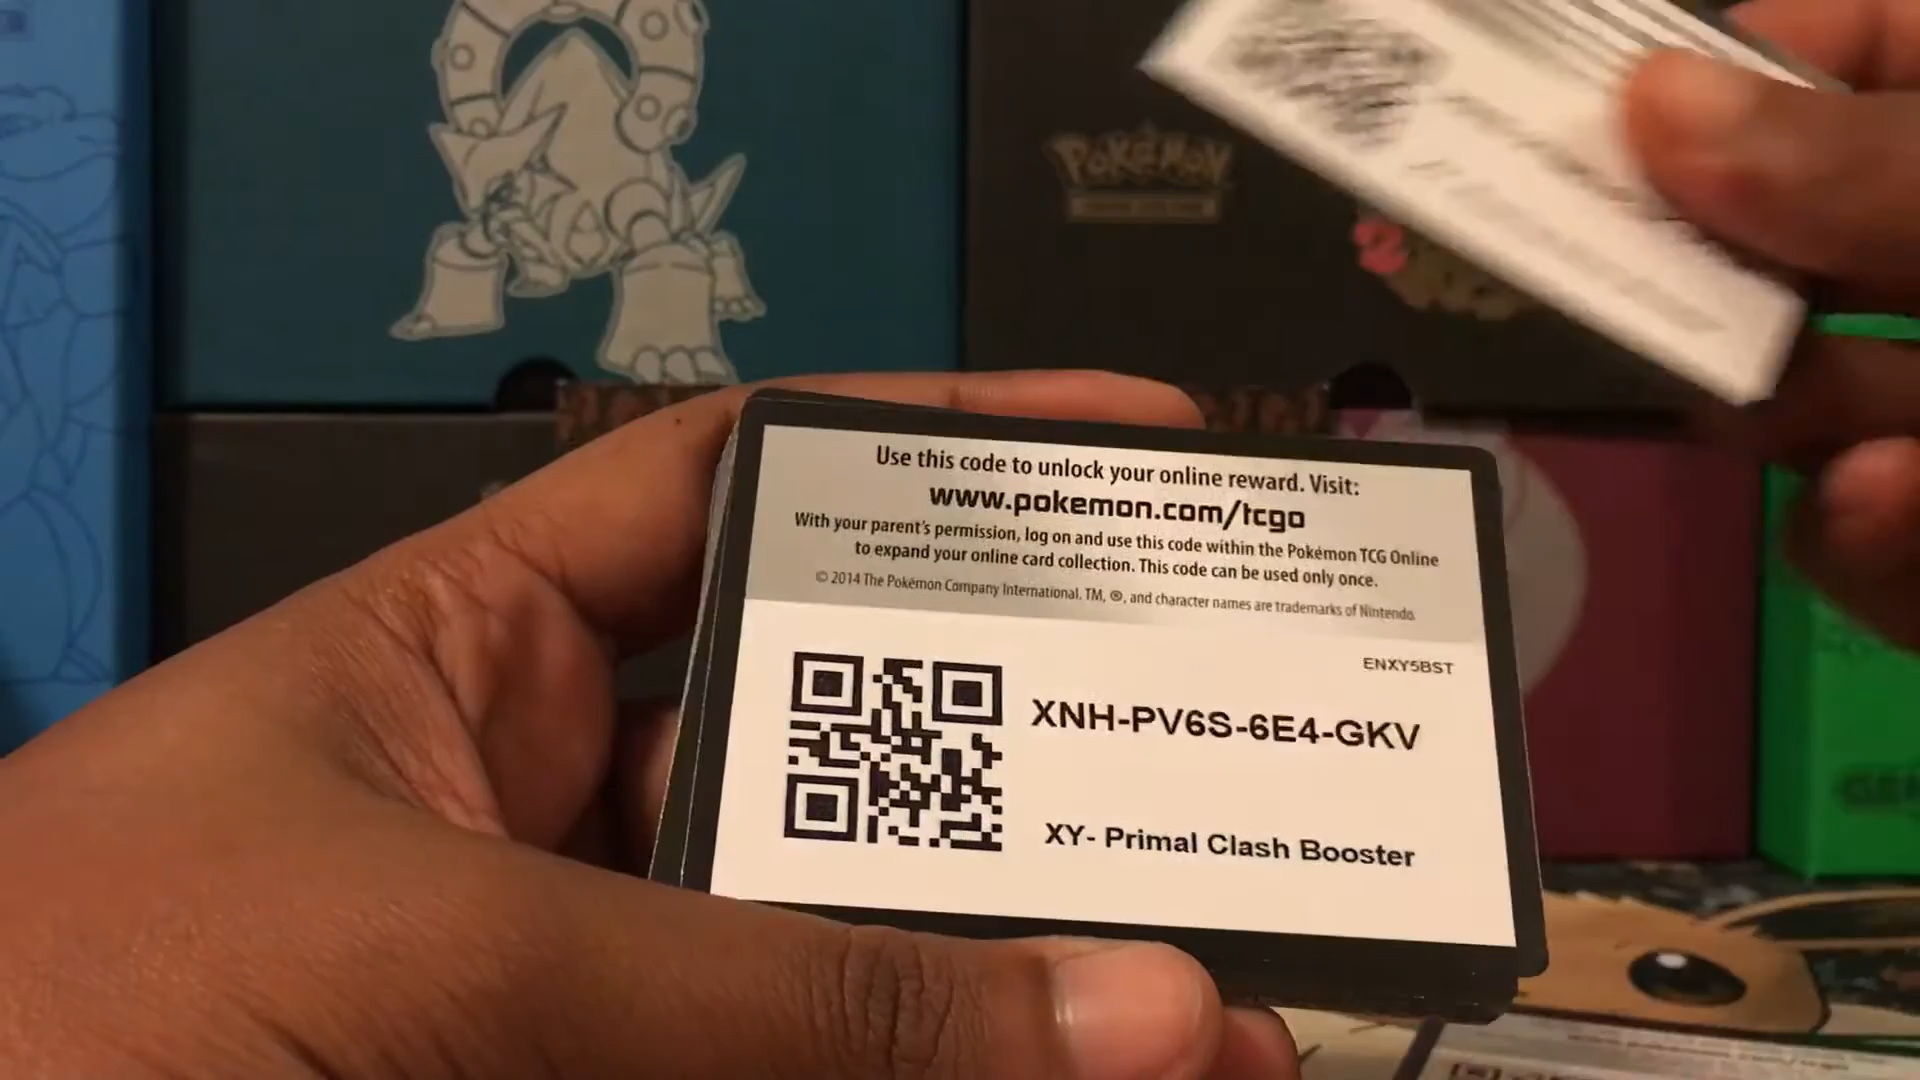 POKÉMON
Use this code to unlock your online reward. Visit:
www.pokemon.com/tcgo
With your parent's permission, log on and use this code within the Pokémon TCG Online
to expand your online card collection. This code can be used only once.
© 2014 The Pokémon Company International. TM, ®, and character names are trademarks of Nintendo.
ENXY5BST
XNH-PV6S-6E4-GKV
XY- Primal Clash Booster